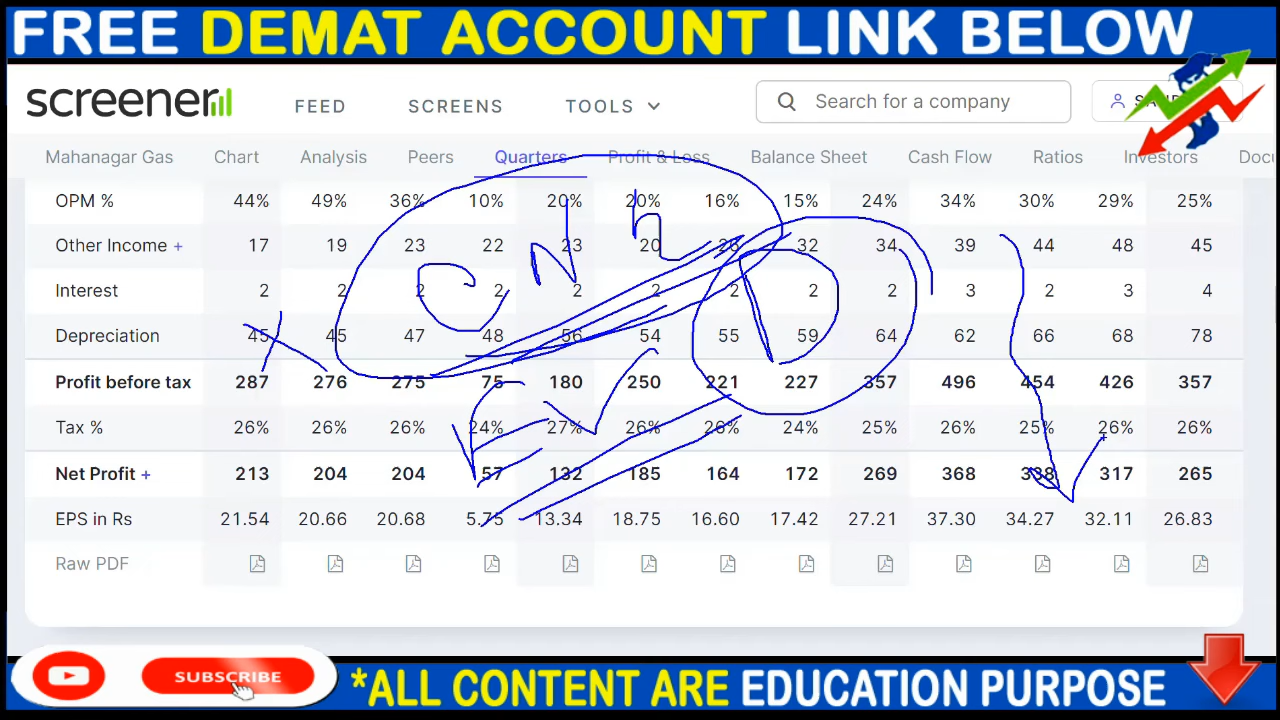 FREE DEMAT ACCOUNT LINK BELOW
screener FEED SCREENS TOOLS Search for a company
Mahanagar Gas Chart Analysis Peers Quarters Profit & Loss Balance Sheet Cash Flow Ratios Investors Docu
OPM % 44% 49% 36% 10% 20% 20% 16% 15% 24% 34% 30% 29% 25%
Other Income + 17 19 23 22 23 20 26 32 34 39 44 48 45
Interest 2 2 2 2 2 2 2 2 2 3 2 3 4
Depreciation 45 45 47 48 56 54 55 59 64 62 66 68 78
Profit before tax 287 276 275 75 180 250 221 227 357 496 454 426 357
Tax % 26% 26% 26% 24% 27% 26% 26% 24% 25% 26% 25% 26% 26%
Net Profit + 213 204 204 57 132 185 164 172 269 368 338 317 265
EPS in Rs 21.54 20.66 20.68 5.75 13.34 18.75 16.60 17.42 27.21 37.30 34.27 32.11 26.83
Raw PDF
SUBSCRIBE
*ALL CONTENT ARE EDUCATION PURPOSE